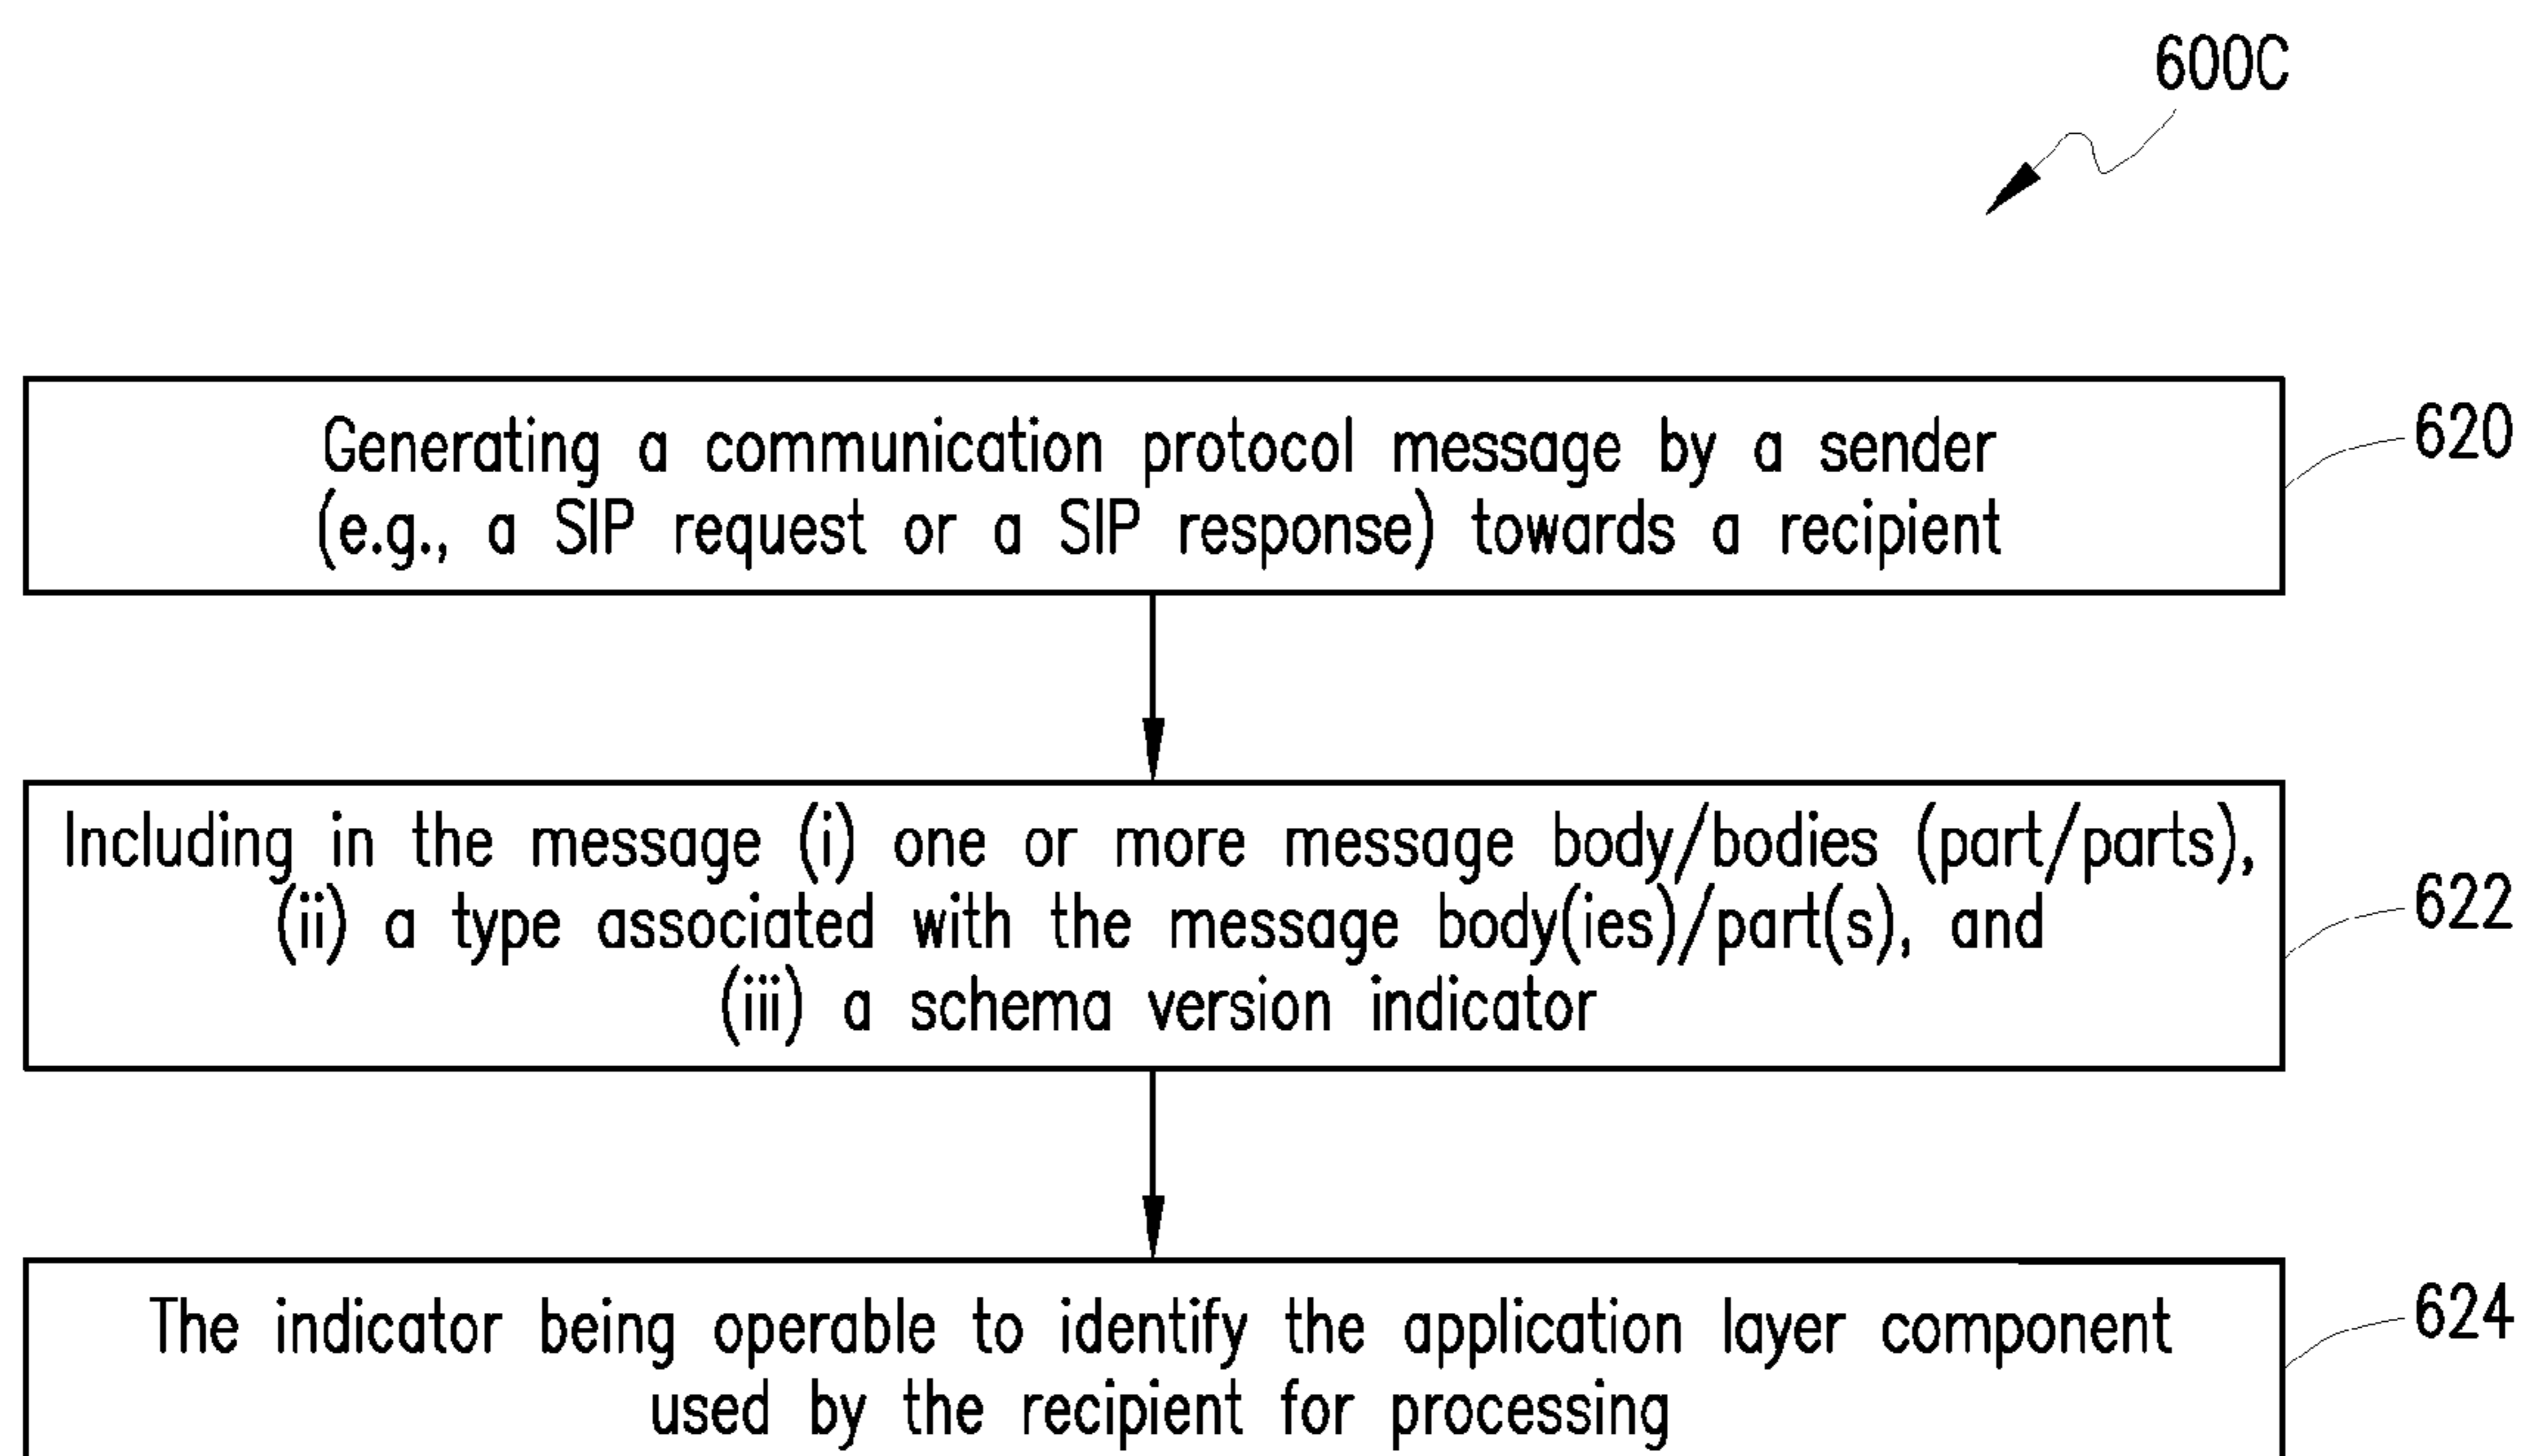 600C
Generating a communication protocol message by a sender
(e.g., a SIP request or a SIP response) towards a recipient
620
Including in the message (i) one or more message body/bodies (part/parts),
(ii) a type associated with the message body(ies)/part(s), and
(iii) a schema version indicator
622
The indicator being operable to identify the application layer component
used by the recipient for processing
624